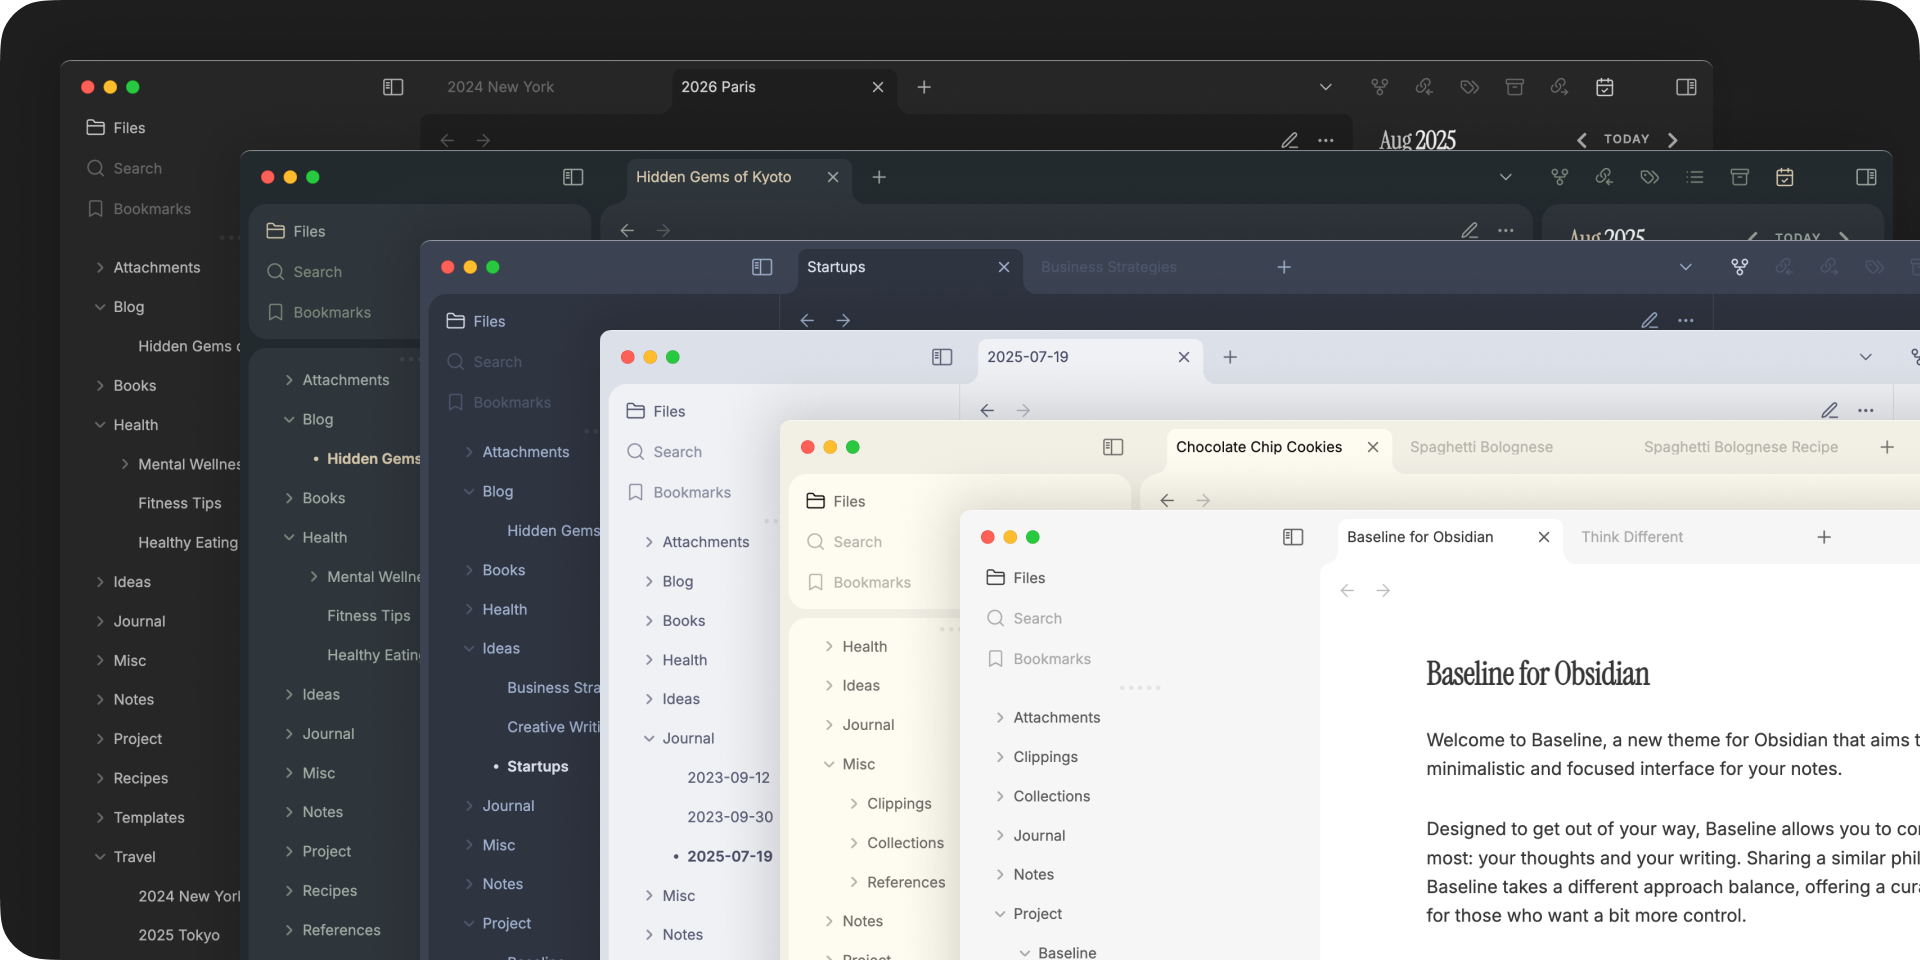 2024 New York
2026 Paris
Files
Search
Bookmarks
Attachments
Blog
Hidden Gems
Books
Health
Mental
Fitness Tips
Healthy Eating
Ideas
Journal
Misc
Notes
Project
Recipes
Templates
Travel
2024 New
2025 Tokyo
Aug 2025
TODAY
Hidden Gems of Kyoto
Files
Search
Bookmarks
Attachments
Blog
Hidden Gems
Books
Health
Mental
Fitness Tips
Healthy
Ideas
Journal
Misc
Notes
Project
Recipes
References
Aug 2025
TODAY
Startups
Business Strategies
Files
Search
Bookmarks
Attachments
Blog
Hidden Gems
Books
Health
Ideas
Business
Creative
Startups
Journal
Misc
Notes
Project
Baseline
2025-07-19
Files
Search
Bookmarks
Attachments
Blog
Books
Health
Ideas
Journal
2023-09-12
2023-09-30
2025-07-19
Misc
Notes
Chocolate Chip Cookies
Spaghetti Bolognese
Spaghetti Bolognese Recipe
Files
Search
Bookmarks
Health
Ideas
Journal
Misc
Clippings
Collections
References
Notes
Project
Baseline for Obsidian
Think Different
Files
Search
Bookmarks
Attachments
Clippings
Collections
Journal
Notes
Project
Baseline
Baseline for Obsidian
Welcome to Baseline, a new theme for Obsidian that aims
minimalistic and focused interface for your notes.
Designed to get out of your way, Baseline allows you to
most: your thoughts and your writing. Sharing a similar
Baseline takes a different approach balance, offering a
for those who want a bit more control.